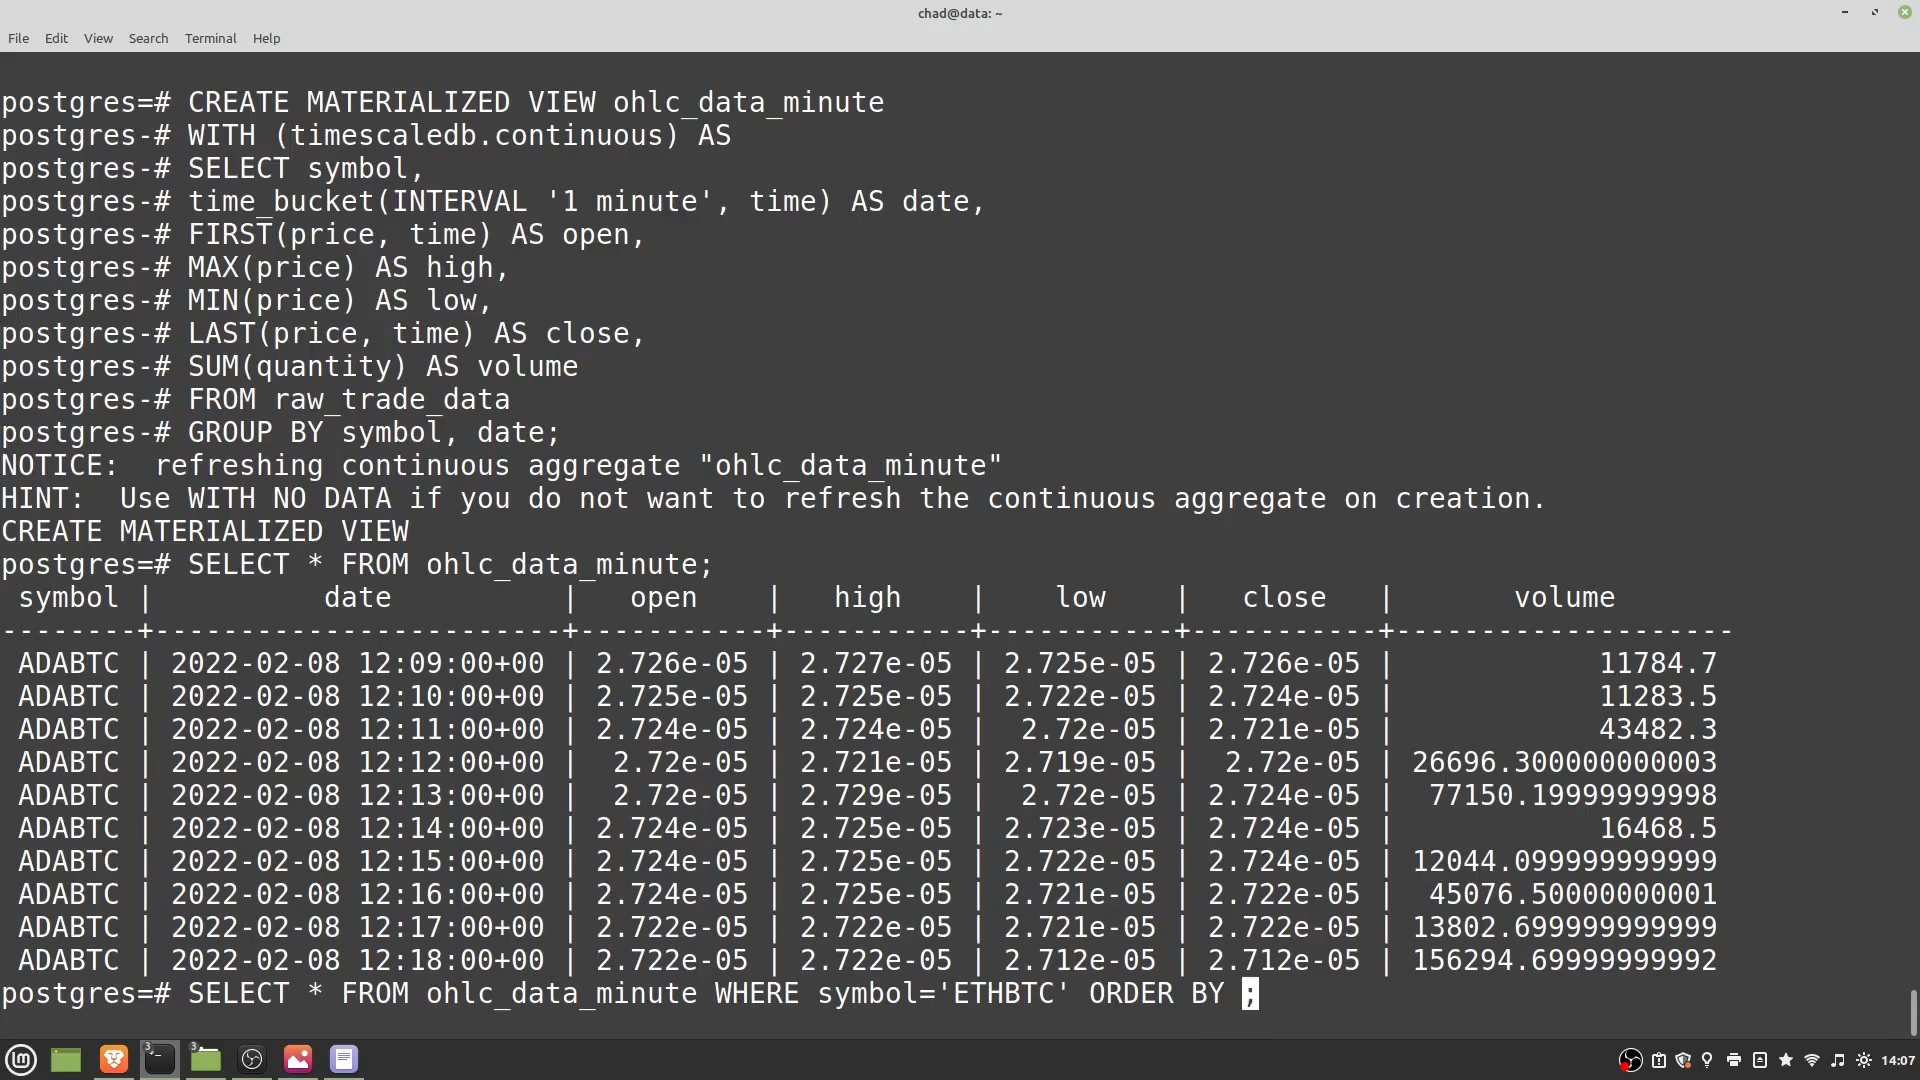 chad@data: ~
File Edit View Search Terminal Help
postgres=# CREATE MATERIALIZED VIEW ohlc_data_minute
postgres-# WITH (timescaledb.continuous) AS
postgres-# SELECT symbol,
postgres-# time_bucket(INTERVAL '1 minute', time) AS date,
postgres-# FIRST(price, time) AS open,
postgres-# MAX(price) AS high,
postgres-# MIN(price) AS low,
postgres-# LAST(price, time) AS close,
postgres-# SUM(quantity) AS volume
postgres-# FROM raw_trade_data
postgres-# GROUP BY symbol, date;
NOTICE:  refreshing continuous aggregate "ohlc_data_minute"
HINT:  Use WITH NO DATA if you do not want to refresh the continuous aggregate on creation.
CREATE MATERIALIZED VIEW
postgres=# SELECT * FROM ohlc_data_minute;
 symbol |          date          |   open    |   high    |    low    |   close   |       volume
--------+------------------------+-----------+-----------+-----------+-----------+--------------------
 ADABTC | 2022-02-08 12:09:00+00 | 2.726e-05 | 2.727e-05 | 2.725e-05 | 2.726e-05 |            11784.7
 ADABTC | 2022-02-08 12:10:00+00 | 2.725e-05 | 2.725e-05 | 2.722e-05 | 2.724e-05 |            11283.5
 ADABTC | 2022-02-08 12:11:00+00 | 2.724e-05 | 2.724e-05 |  2.72e-05 | 2.721e-05 |            43482.3
 ADABTC | 2022-02-08 12:12:00+00 |  2.72e-05 | 2.721e-05 | 2.719e-05 |  2.72e-05 | 26696.300000000003
 ADABTC | 2022-02-08 12:13:00+00 |  2.72e-05 | 2.729e-05 |  2.72e-05 | 2.724e-05 |  77150.19999999998
 ADABTC | 2022-02-08 12:14:00+00 | 2.724e-05 | 2.725e-05 | 2.723e-05 | 2.724e-05 |            16468.5
 ADABTC | 2022-02-08 12:15:00+00 | 2.724e-05 | 2.725e-05 | 2.722e-05 | 2.724e-05 | 12044.099999999999
 ADABTC | 2022-02-08 12:16:00+00 | 2.724e-05 | 2.725e-05 | 2.721e-05 | 2.722e-05 |  45076.50000000001
 ADABTC | 2022-02-08 12:17:00+00 | 2.722e-05 | 2.722e-05 | 2.721e-05 | 2.722e-05 | 13802.699999999999
 ADABTC | 2022-02-08 12:18:00+00 | 2.722e-05 | 2.722e-05 | 2.712e-05 | 2.712e-05 | 156294.69999999992
postgres=# SELECT * FROM ohlc_data_minute WHERE symbol='ETHBTC' ORDER BY ;
3 3 14:07